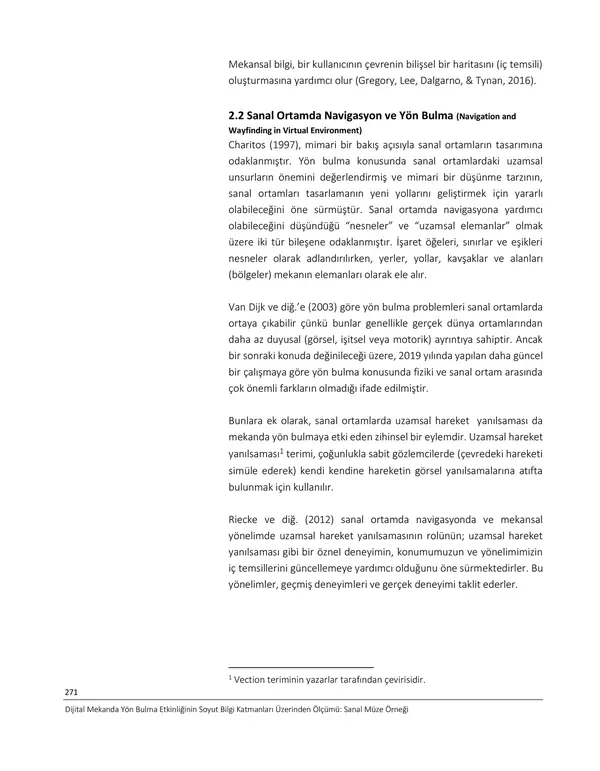 Mekansal bilgi, bir kullanıcının çevrenin bilişsel bir haritasını (iç temsili)
oluşturmasına yardımcı olur (Gregory, Lee, Dalgarno, & Tynan, 2016).
2.2 Sanal Ortamda Navigasyon ve Yön Bulma (Navigation and
Wayfinding in Virtual Environment)
Charitos (1997), mimari bir bakış açısıyla sanal ortamların tasarımına
odaklanmıştır. Yön bulma konusunda sanal ortamlardaki uzamsal
unsurların önemini değerlendirmiş ve mimari bir düşünme tarzının,
sanal ortamları tasarlamanın yeni yollarını geliştirmek için yararlı
olabileceğini öne sürmüştür. Sanal ortamda navigasyona yardımcı
olabileceğini düşündüğü “nesneler” ve “uzamsal elemanlar” olmak
üzere iki tür bileşene odaklanmıştır. İşaret öğeleri, sınırlar ve eşikleri
nesneler olarak adlandırılırken, yerler, yollar, kavşaklar ve alanları
(bölgeler) mekanın elemanları olarak ele alır.
Van Dijk ve diğ.’e (2003) göre yön bulma problemleri sanal ortamlarda
ortaya çıkabilir çünkü bunlar genellikle gerçek dünya ortamlarından
daha az duyusal (görsel, işitsel veya motorik) ayrıntıya sahiptir. Ancak
bir sonraki konuda değinileceği üzere, 2019 yılında yapılan daha güncel
bir çalışmaya göre yön bulma konusunda fiziki ve sanal ortam arasında
çok önemli farkların olmadığı ifade edilmiştir.
Bunlara ek olarak, sanal ortamlarda uzamsal hareket yanılsaması da
mekanda yön bulmaya etki eden zihinsel bir eylemdir. Uzamsal hareket
yanılsaması¹ terimi, çoğunlukla sabit gözlemcilerde (çevredeki hareketi
simüle ederek) kendi kendine hareketin görsel yanılsamalarına atıfta
bulunmak için kullanılır.
Riecke ve diğ. (2012) sanal ortamda navigasyonda ve mekansal
yönelimde uzamsal hareket yanılsamasının rolünün; uzamsal hareket
yanılsaması gibi bir öznel deneyimin, konumumuzun ve yönelimimizin
iç temsillerini güncellemeye yardımcı olduğunu öne sürmektedirler. Bu
yönelimler, geçmiş deneyimleri ve gerçek deneyimi taklit ederler.
¹ Vection teriminin yazarlar tarafından çevirisidir.
271
Dijital Mekanda Yön Bulma Etkinliğinin Soyut Bilgi Katmanları Üzerinden Ölçümü: Sanal Müze Örneği